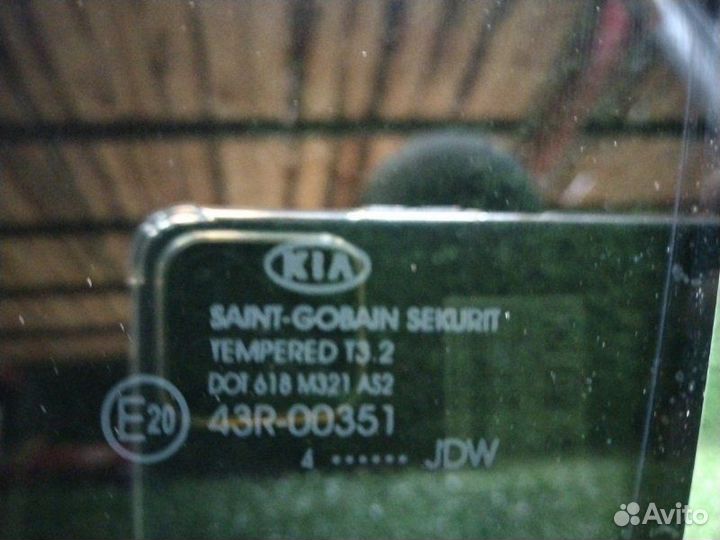 KIA
SAINT-GOBAIN SEKURIT
TEMPERED T3.2
DOT 618 M321 AS2
E20 43R-00351
4 ······ JDW
Avito